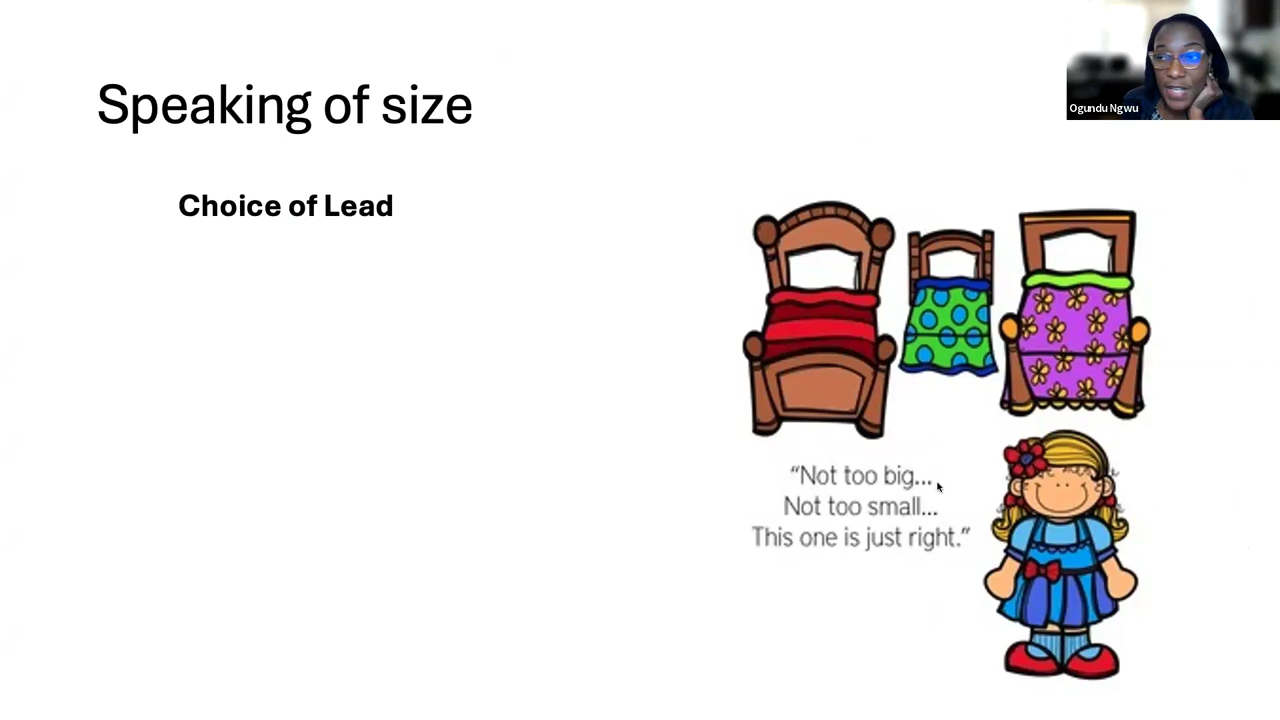 Speaking of size
Ogundu Ngwu
Choice of Lead
“Not too big...
Not too small...
This one is just right.”